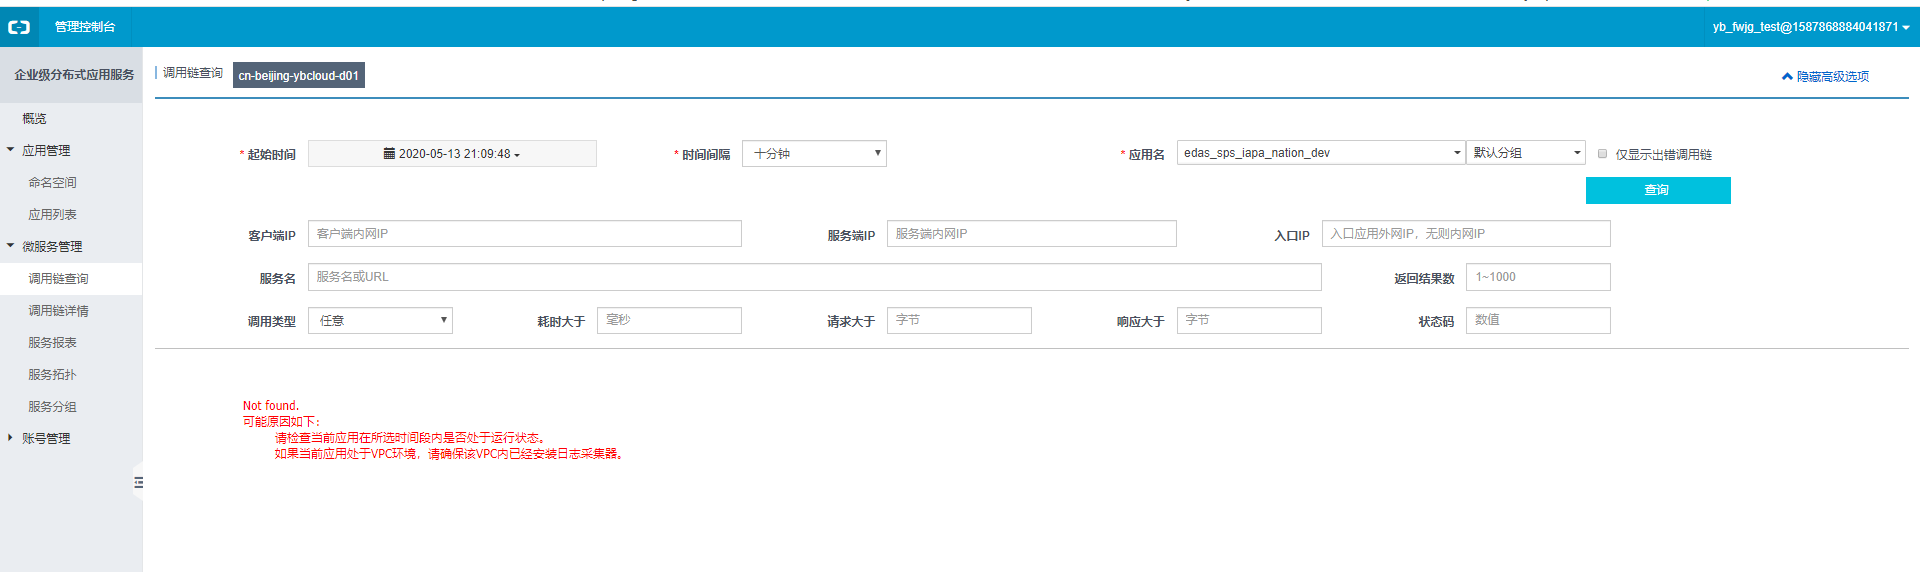 管理控制台
yb_fwjg_test@1587868884041871
企业级分布式应用服务
调用链查询 cn-beijing-ybcloud-d01
隐藏高级选项
概览
应用管理
命名空间
应用列表
微服务管理
调用链查询
调用链详情
服务报表
服务拓扑
服务分组
账号管理
* 起始时间 2020-05-13 21:09:48
* 时间间隔 十分钟
* 应用名 edas_sps_iapa_nation_dev 默认分组 仅显示出错调用链
查询
客户端IP 客户端内网IP 服务端IP 服务端内网IP 入口IP 入口应用外网IP，无则内网IP
服务名 服务名或URL 返回结果数 1~1000
调用类型 任意 耗时大于 毫秒 请求大于 字节 响应大于 字节 状态码 数值
Not found.
可能原因如下：
请检查当前应用在所选时间段内是否处于运行状态。
如果当前应用处于VPC环境，请确保该VPC内已经安装日志采集器。